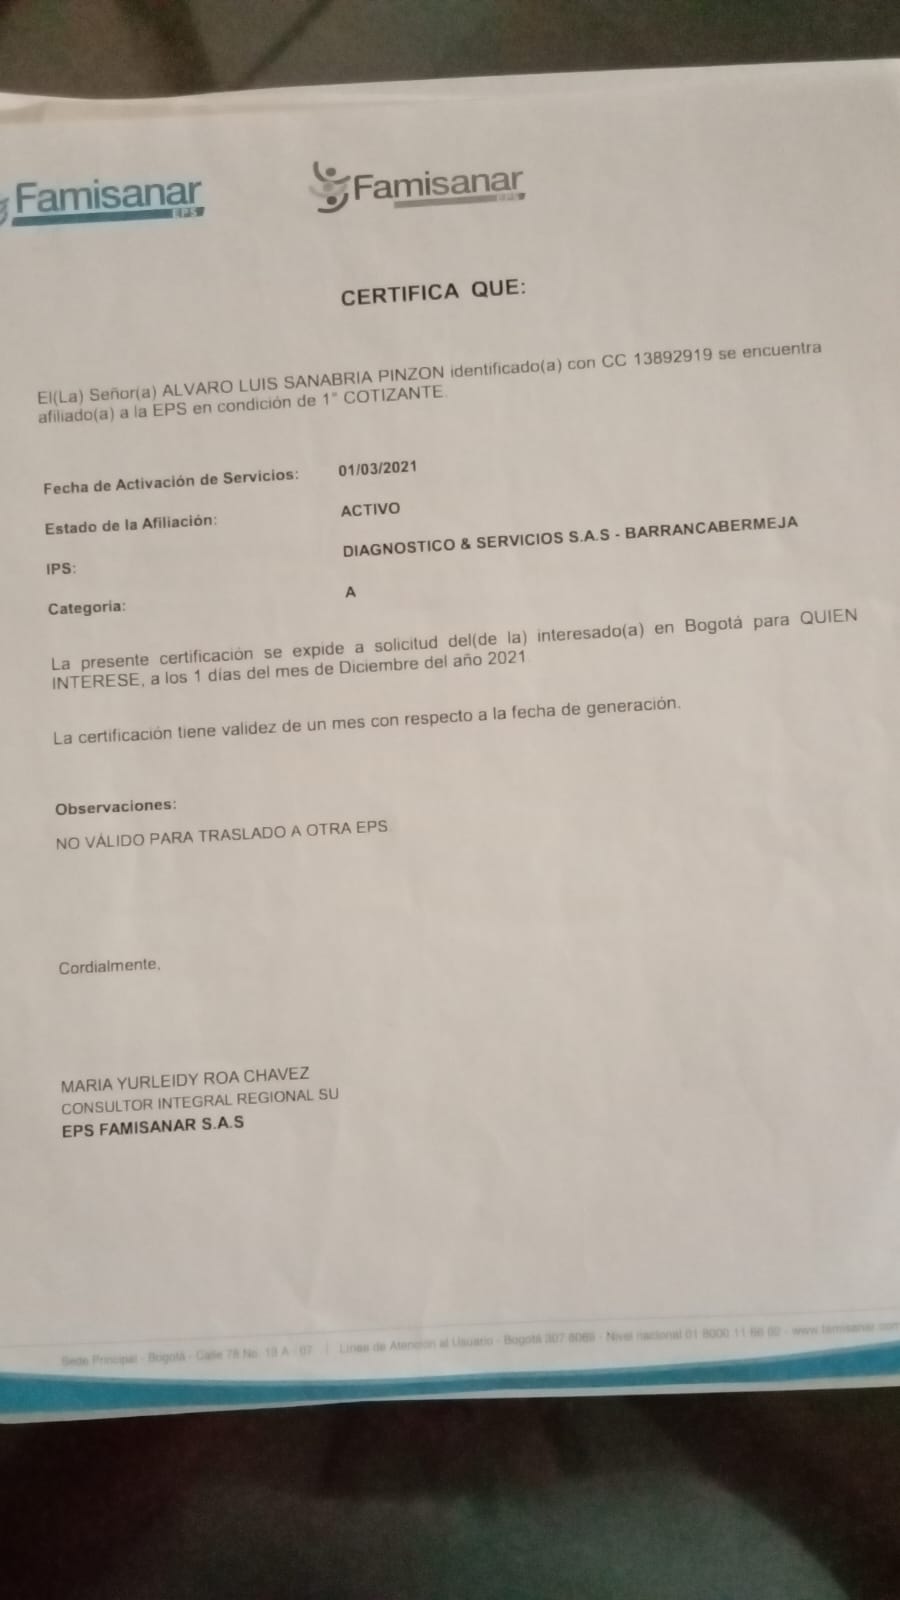 Famisanar
EPS
Famisanar
EPS
CERTIFICA QUE:
El(La) Señor(a) ALVARO LUIS SANABRIA PINZON identificado(a) con CC 13892919 se encuentra
afiliado(a) a la EPS en condición de 1° COTIZANTE.
Fecha de Activación de Servicios: 01/03/2021
Estado de la Afiliación: ACTIVO
IPS: DIAGNOSTICO & SERVICIOS S.A.S - BARRANCABERMEJA
Categoria: A
La presente certificación se expide a solicitud del(de la) interesado(a) en Bogotá para QUIEN
INTERESE, a los 1 días del mes de Diciembre del año 2021
La certificación tiene validez de un mes con respecto a la fecha de generación.
Observaciones:
NO VÁLIDO PARA TRASLADO A OTRA EPS
Cordialmente,
MARIA YURLEIDY ROA CHAVEZ
CONSULTOR INTEGRAL REGIONAL SU
EPS FAMISANAR S.A.S
Sede Principal - Bogotá - Calle 78 No. 13 A - 07 | Línea de Atención al Usuario - Bogotá 307 8069 - Nivel nacional 01 8000 11 66 62 - www.famisanar.com